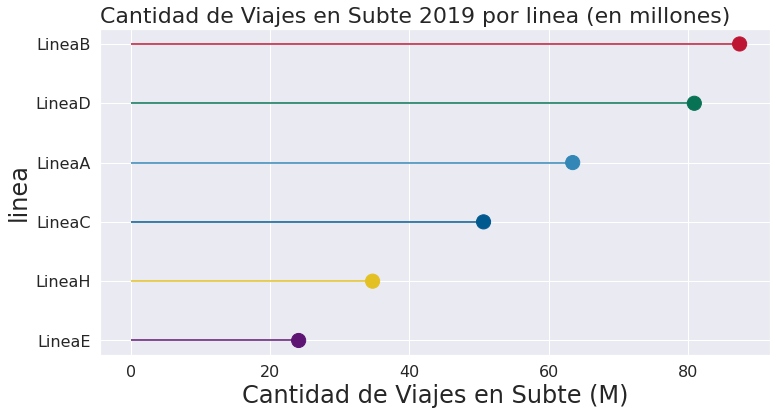 Cantidad de Viajes en Subte 2019 por linea (en millones)
LineaB
LineaD
LineaA
LineaC
LineaH
LineaE
linea
0 20 40 60 80
Cantidad de Viajes en Subte (M)